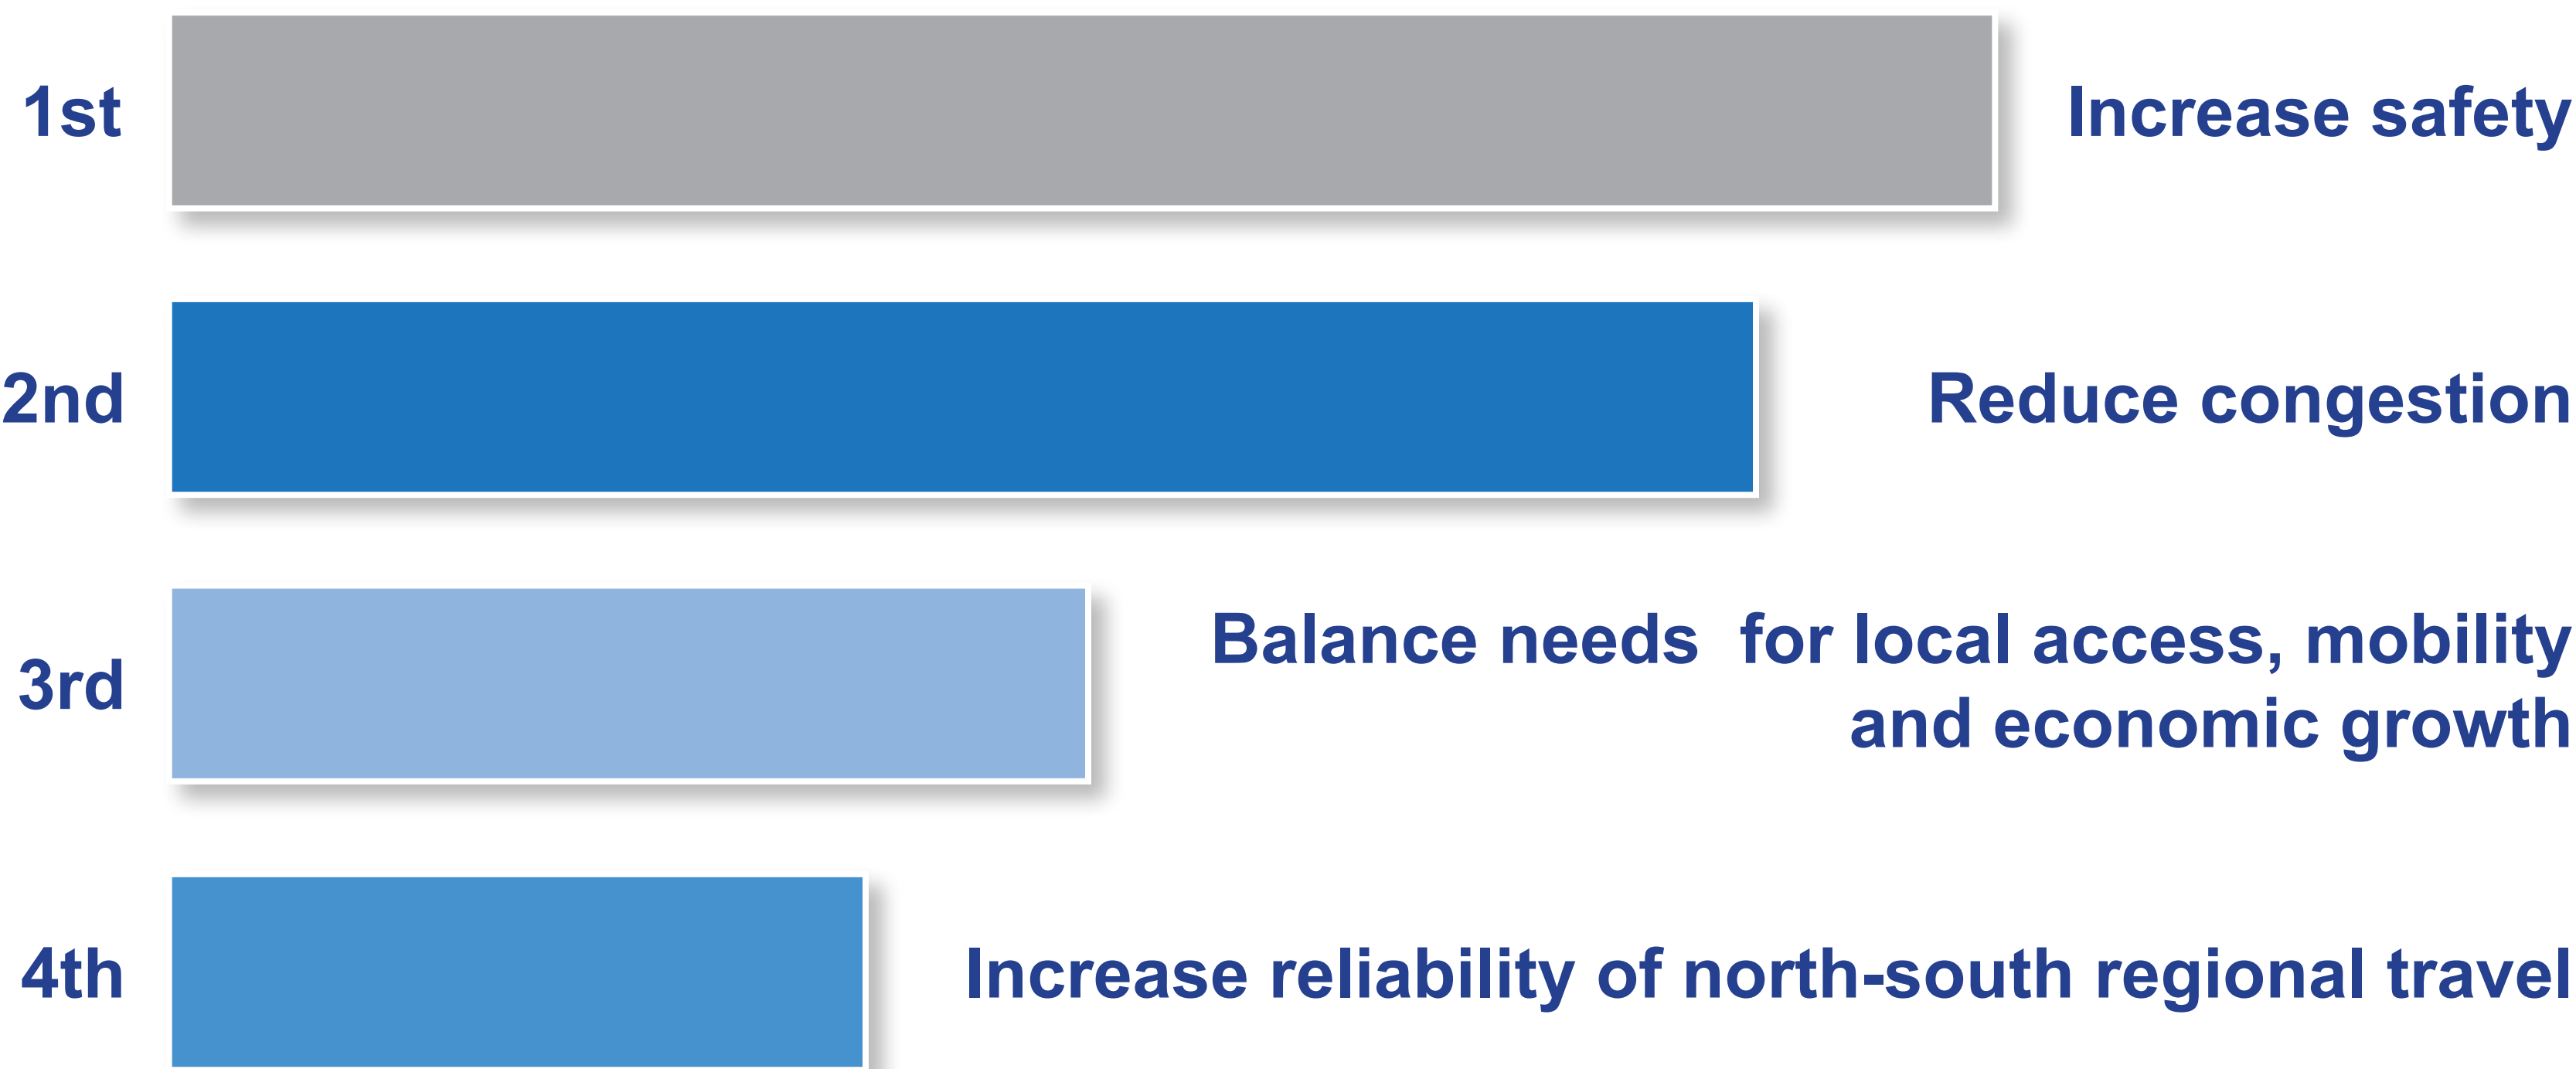 1st
Increase safety
2nd
Reduce congestion
3rd
Balance needs  for local access, mobility
and economic growth
4th
Increase reliability of north-south regional travel